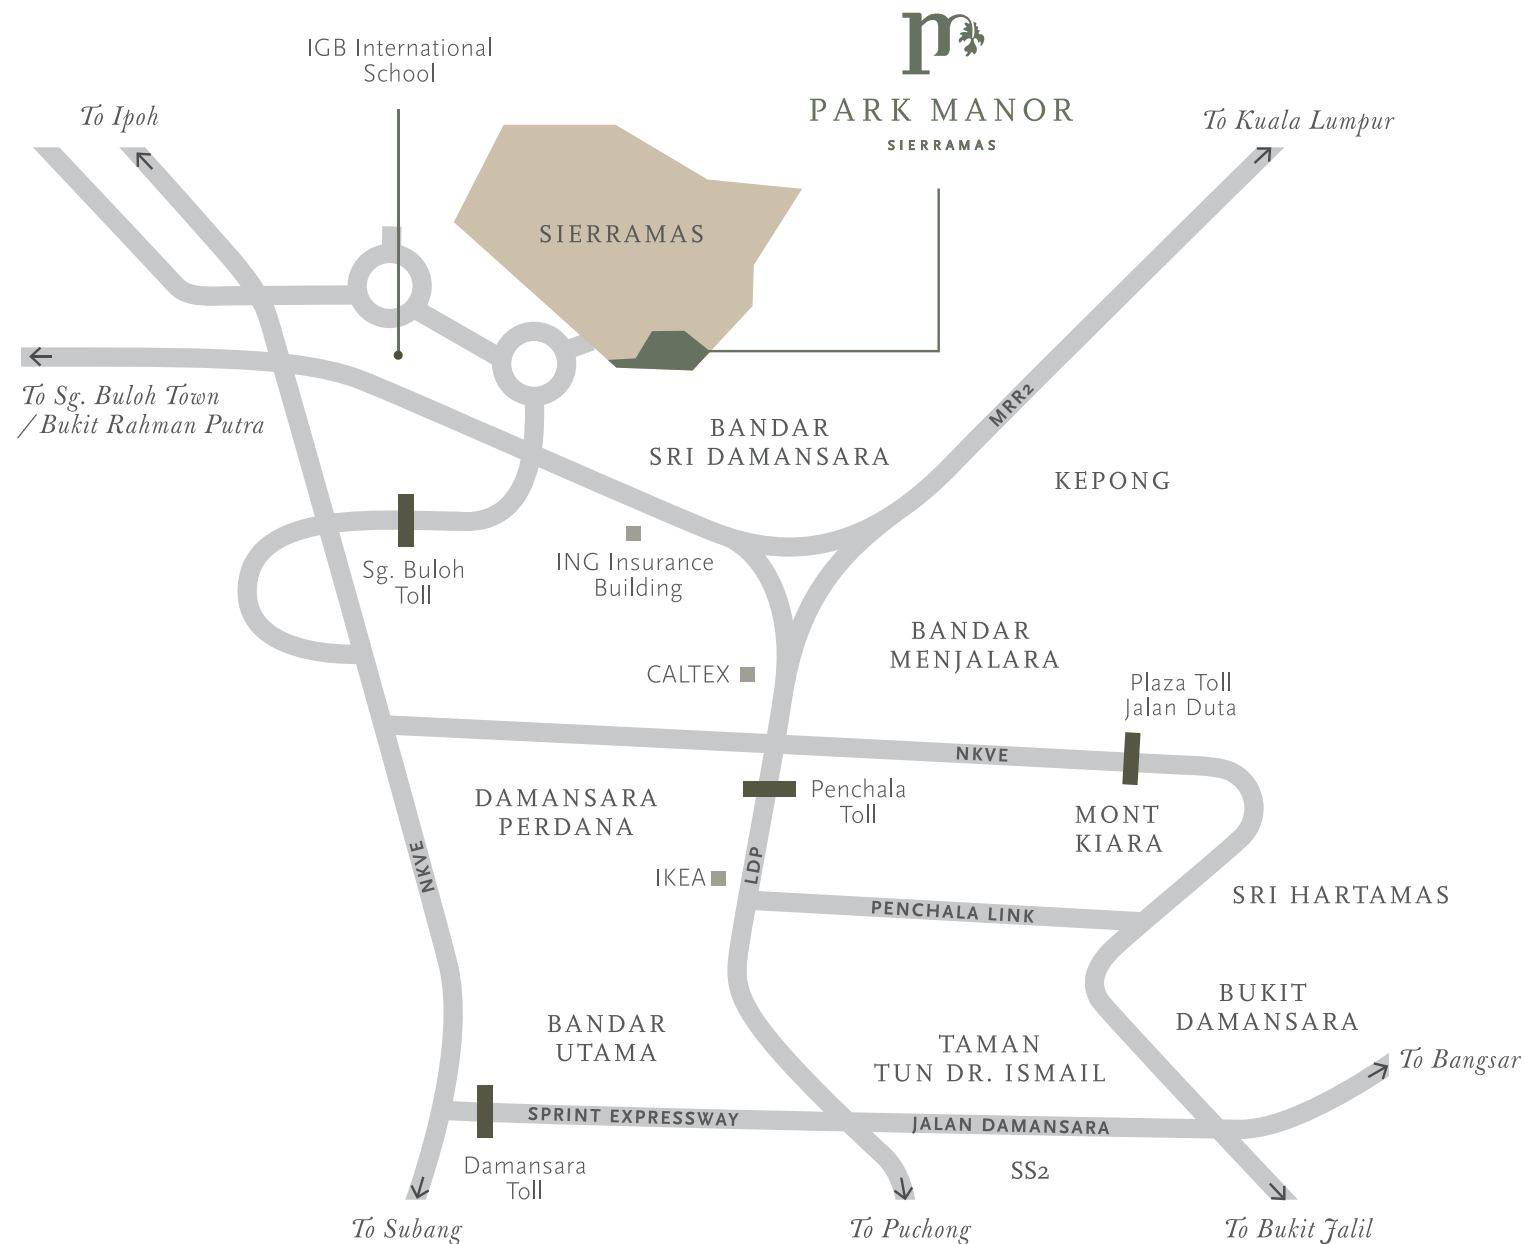 IGB International
School
PARK MANOR
SIERRAMAS
To Ipoh
To Kuala Lumpur
SIERRAMAS
To Sg. Buloh Town
/ Bukit Rahman Putra
MRR2
BANDAR
SRI DAMANSARA
KEPONG
Sg. Buloh
Toll
ING Insurance
Building
BANDAR
MENJALARA
CALTEX
Plaza Toll
Jalan Duta
NKVE
DAMANSARA
PERDANA
Penchala
Toll
MONT
KIARA
NKVE
LDP
IKEA
PENCHALA LINK
SRI HARTAMAS
BUKIT
DAMANSARA
BANDAR
UTAMA
TAMAN
TUN DR. ISMAIL
To Bangsar
SPRINT EXPRESSWAY
JALAN DAMANSARA
Damansara
Toll
SS2
To Subang
To Puchong
To Bukit Jalil